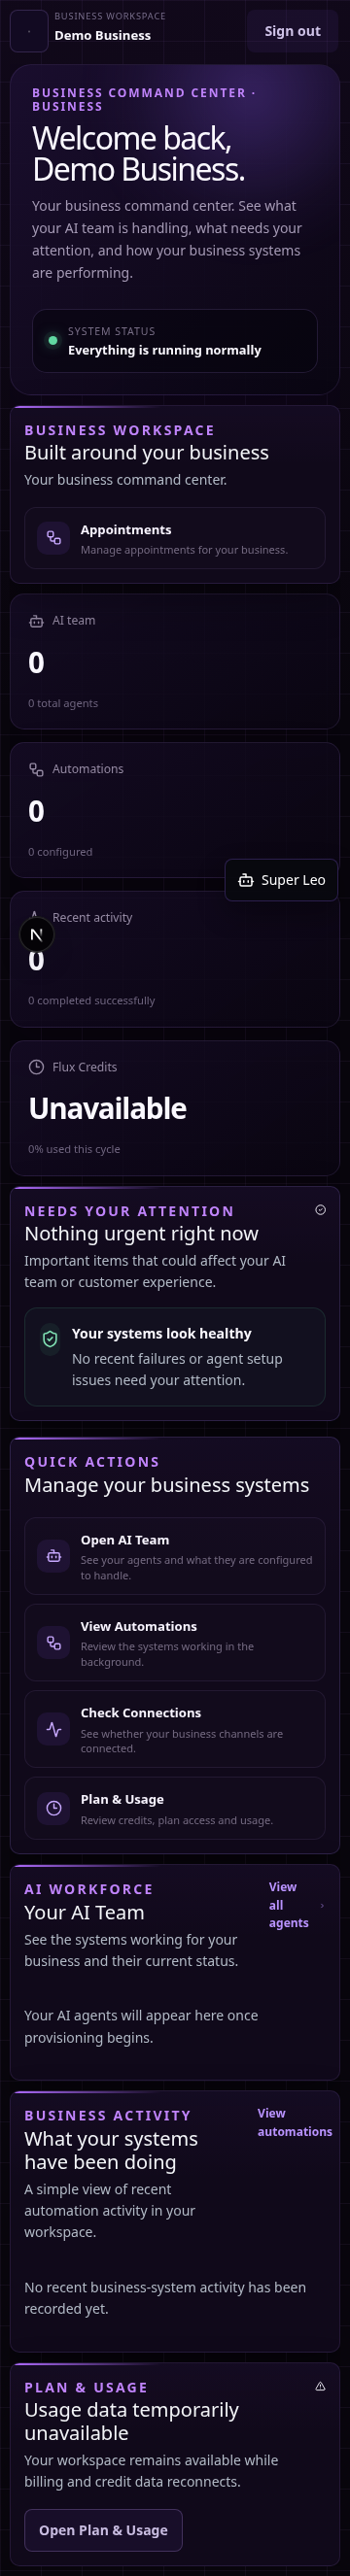 BUSINESS WORKSPACE
Demo Business
Sign out
BUSINESS COMMAND CENTER ·
BUSINESS
Welcome back,
Demo Business.
Your business command center. See what
your AI team is handling, what needs your
attention, and how your business systems
are performing.
SYSTEM STATUS
Everything is running normally
BUSINESS WORKSPACE
Built around your business
Your business command center.
Appointments
Manage appointments for your business.
AI team
0
0 total agents
Automations
0
0 configured
Super Leo
Recent activity
N
0
0 completed successfully
Flux Credits
Unavailable
0% used this cycle
NEEDS YOUR ATTENTION
Nothing urgent right now
Important items that could affect your AI
team or customer experience.
Your systems look healthy
No recent failures or agent setup
issues need your attention.
QUICK ACTIONS
Manage your business systems
Open AI Team
See your agents and what they are configured
to handle.
View Automations
Review the systems working in the
background.
Check Connections
See whether your business channels are
connected.
Plan & Usage
Review credits, plan access and usage.
AI WORKFORCE
Your AI Team
See the systems working for your
business and their current status.
View
all
agents
Your AI agents will appear here once
provisioning begins.
BUSINESS ACTIVITY
What your systems
have been doing
A simple view of recent
automation activity in your
workspace.
View
automations
No recent business-system activity has been
recorded yet.
PLAN & USAGE
Usage data temporarily
unavailable
Your workspace remains available while
billing and credit data reconnects.
Open Plan & Usage